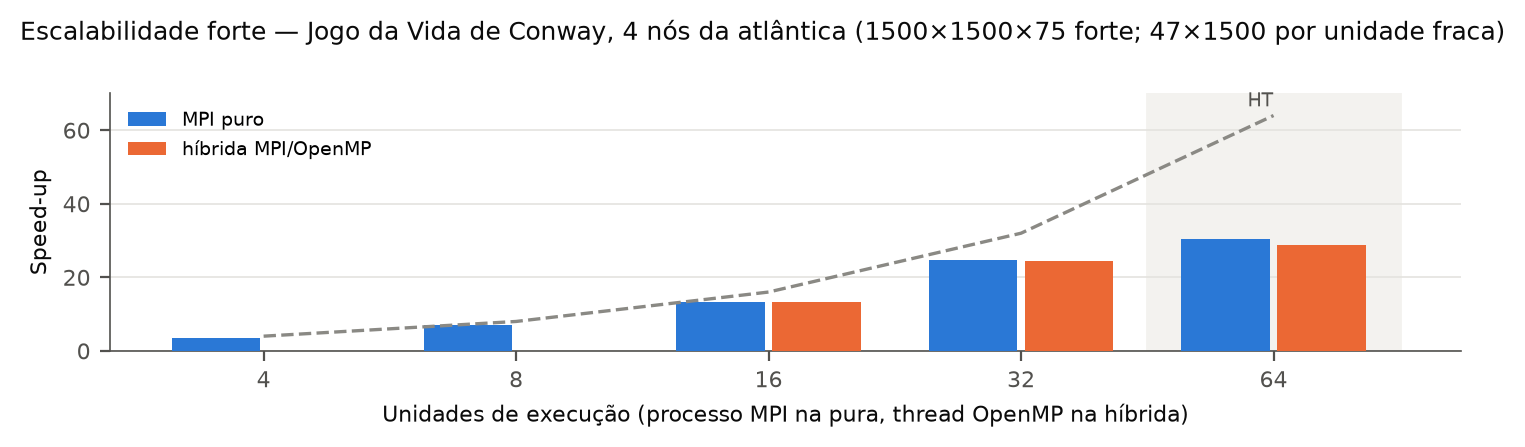 Escalabilidade forte — Jogo da Vida de Conway, 4 nós da atlântica (1500×1500×75 forte; 47×1500 por unidade fraca)
HT
MPI puro
híbrida MPI/OpenMP
Speed-up
60
40
20
0
4 8 16 32 64
Unidades de execução (processo MPI na pura, thread OpenMP na híbrida)